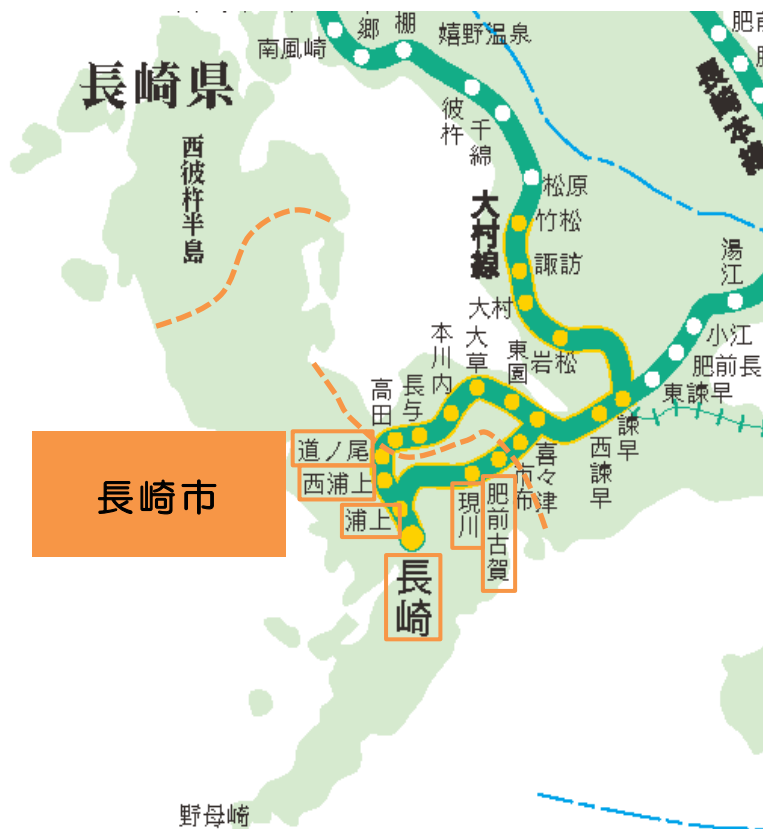 郷
棚
南風崎
嬉野温泉
肥前
長崎県
彼杵
千綿
長崎本線
西彼杵半島
松原
大村線
竹松
湯江
諏訪
大村
小江
本川内
大草
東園
岩松
肥前長
高田
長与
東諫早
諫早
道ノ尾
西諫早
喜々津
市布
西浦上
長崎市
浦上
現川
肥前古賀
長崎
野母崎